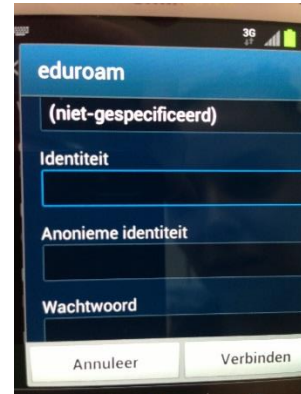 3G
eduroam
(niet-gespecificeerd)
Identiteit
Anonieme identiteit
Wachtwoord
Annuleer
Verbinden